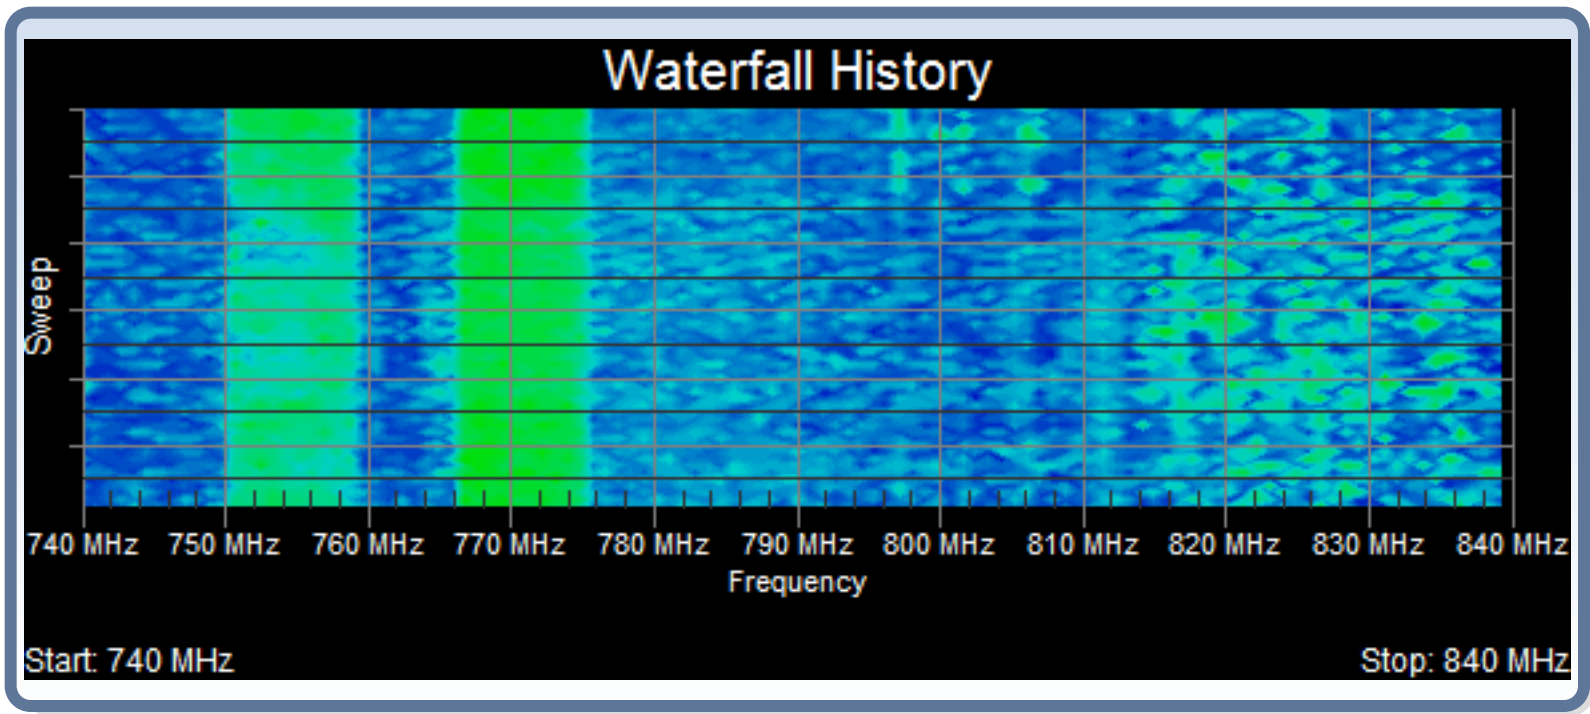 Waterfall History
Sweep
740 MHz 750 MHz 760 MHz 770 MHz 780 MHz 790 MHz 800 MHz 810 MHz 820 MHz 830 MHz 840 MHz
Frequency
Start: 740 MHz Stop: 840 MHz